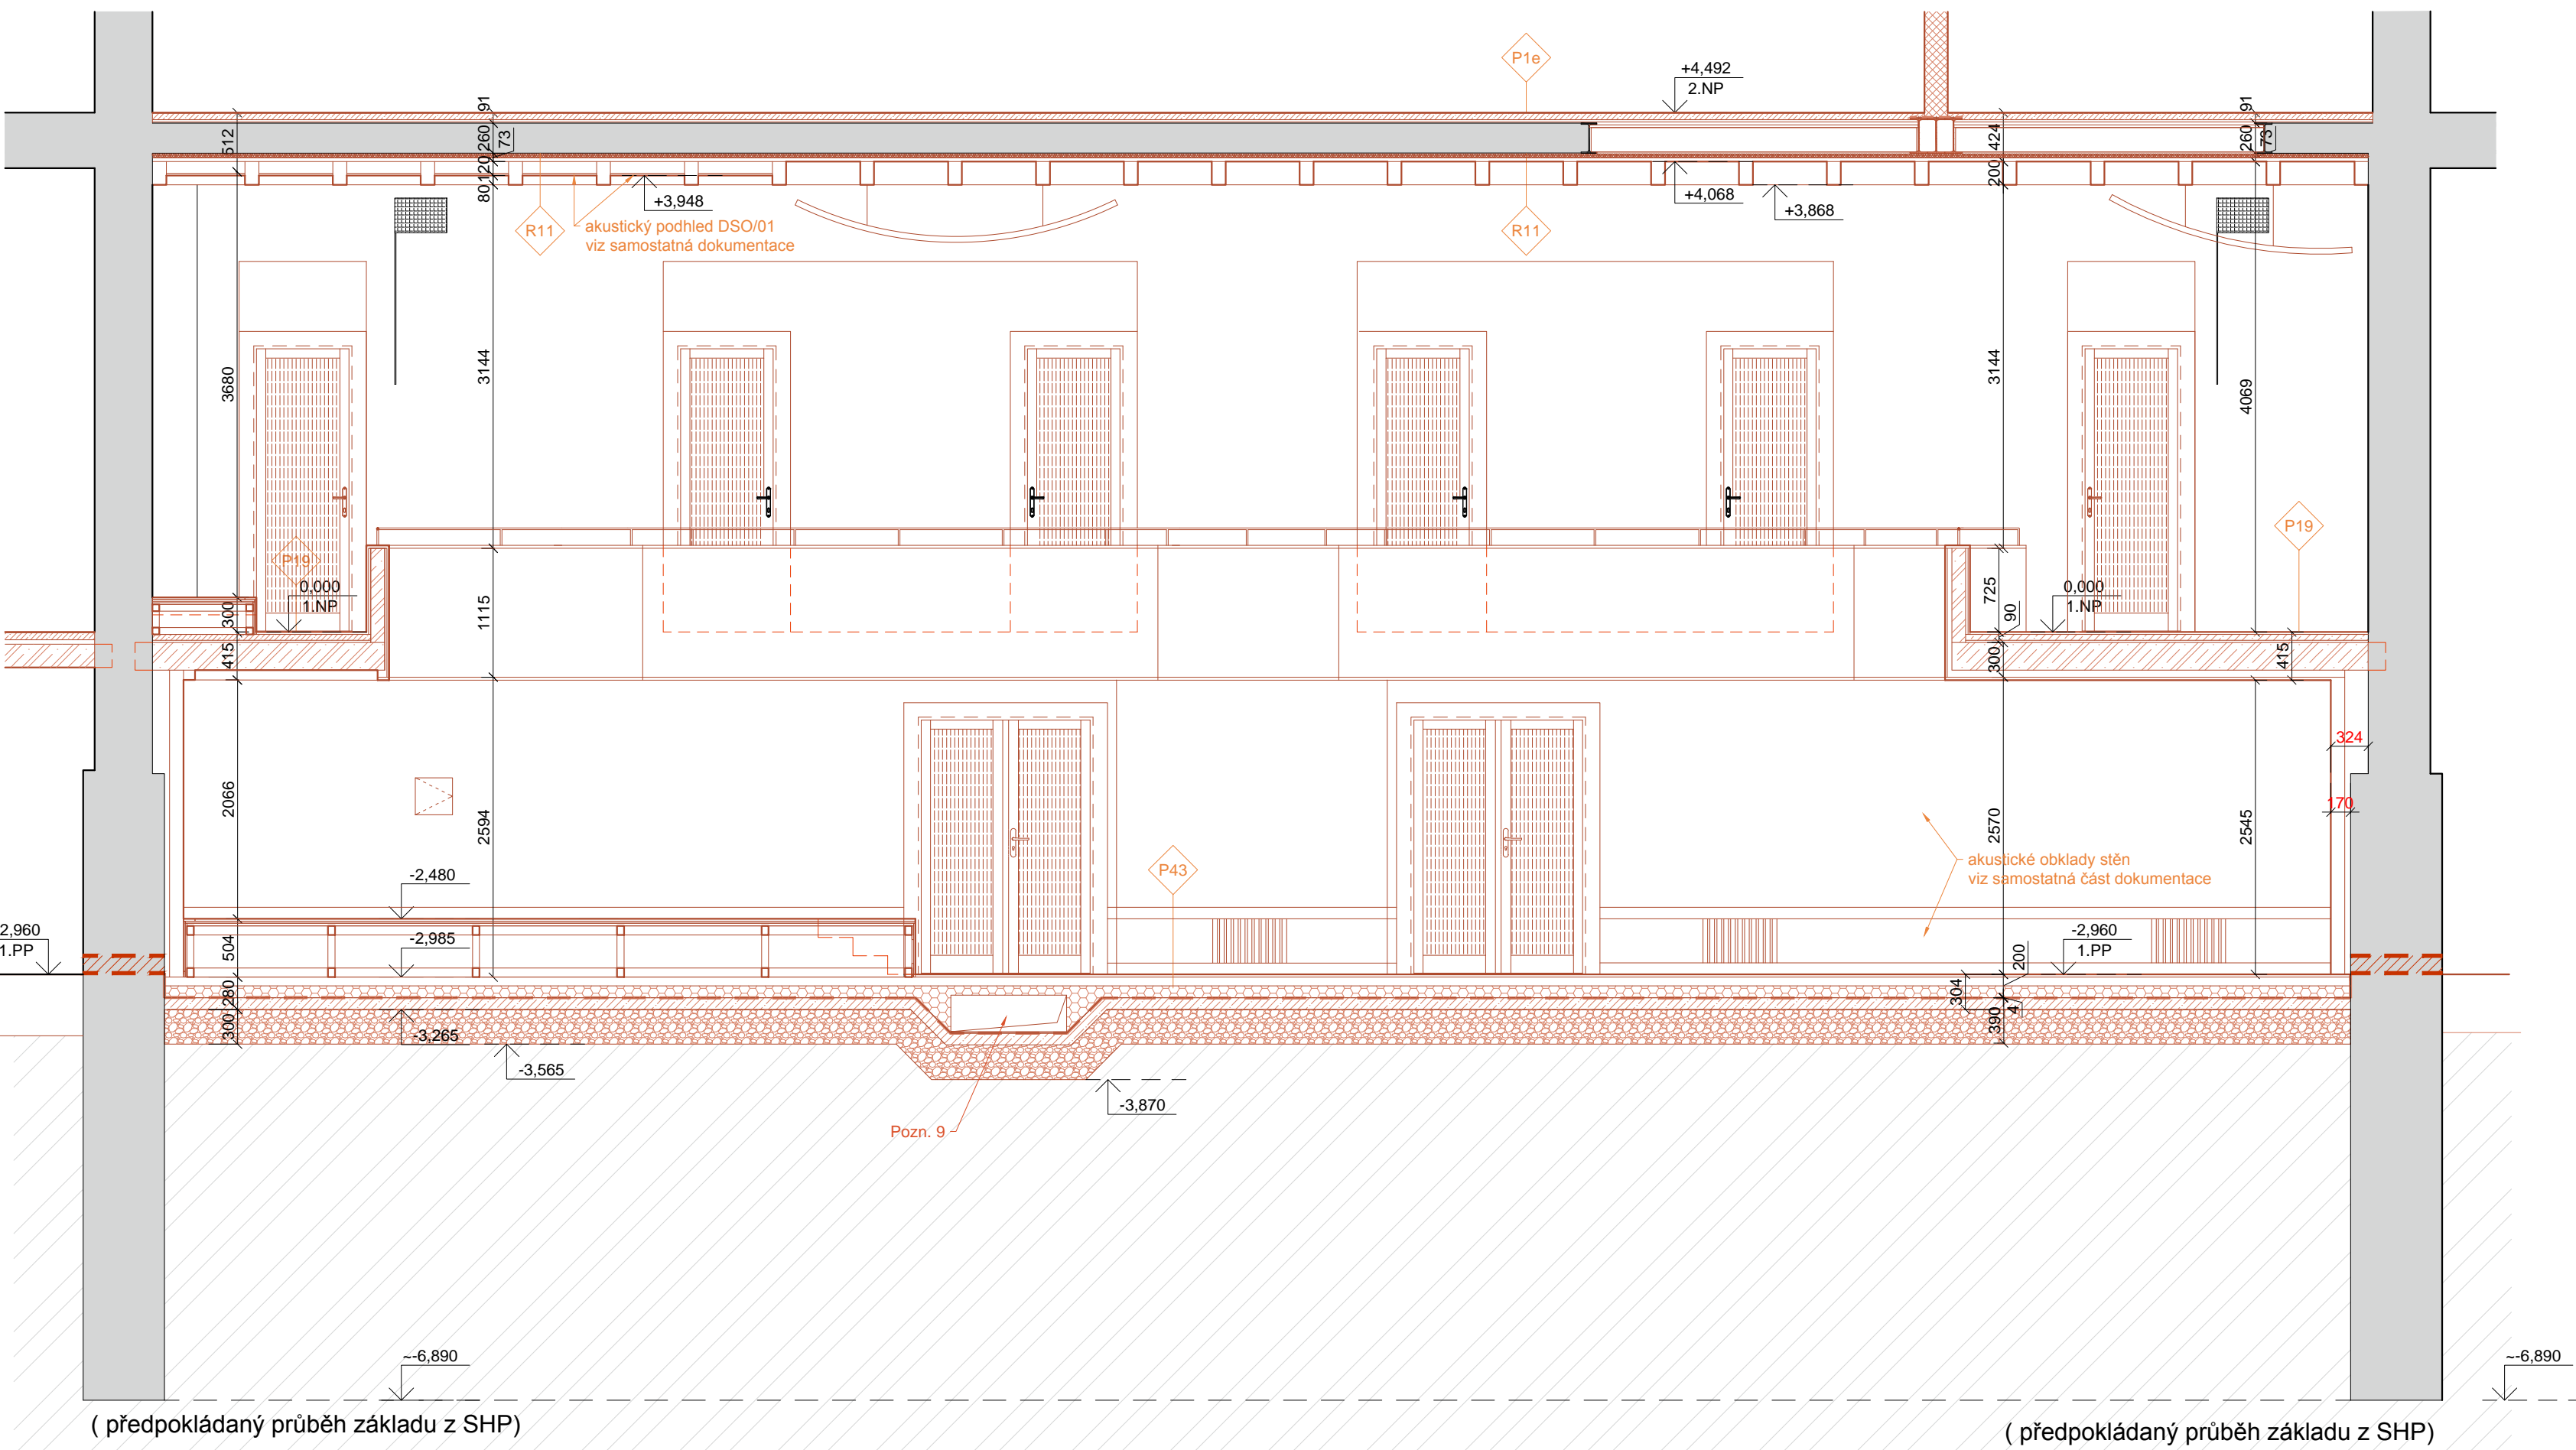 P1e
+4,492
2.NP
91
512
260
73
120
80
+3,948
R11
akustický podhled DSO/01
viz samostatná dokumentace
R11
+4,068
+3,868
424
200
91
260
73
3680
3144
3144
4069
P19
0,000
1.NP
300
415
1115
725
90
300
0,000
1.NP
P19
415
324
170
2066
2594
2570
2545
akustické obklady stěn
viz samostatná část dokumentace
P43
-2,480
-2,985
2,960
1.PP
504
280
300
-3,265
-3,565
-3,870
Pozn. 9
-2,960
1.PP
200
304
390
4
~-6,890
~-6,890
( předpokládaný průběh základu z SHP)
( předpokládaný průběh základu z SHP)